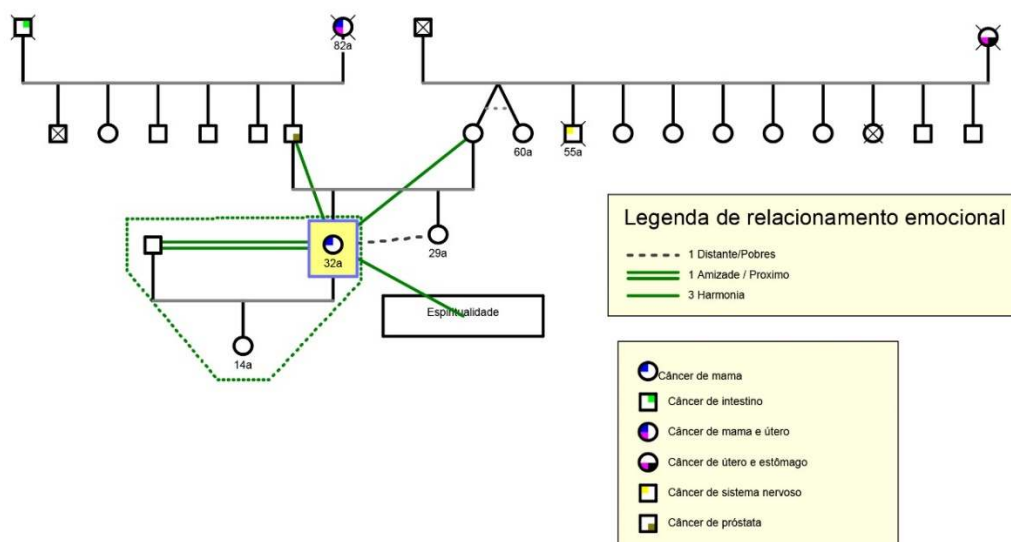 82a
60a
55a
32a
29a
14a
Espiritualidade
Legenda de relacionamento emocional
1 Distante/Pobres
1 Amizade / Proximo
3 Harmonia
Câncer de mama
Câncer de intestino
Câncer de mama e útero
Câncer de útero e estômago
Câncer de sistema nervoso
Câncer de próstata